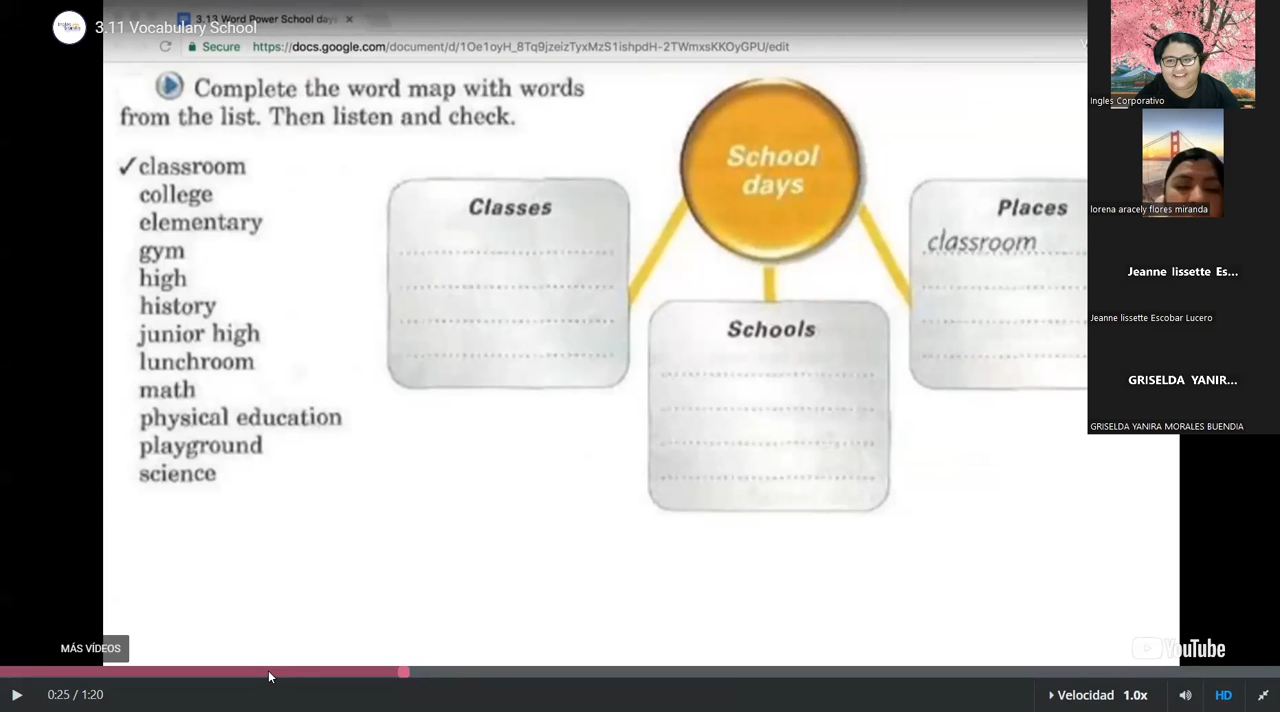 3.13 Word Power School days
3.11 Vocabulary School
Secure
https://docs.google.com/document/d/1Oe1oyH_8Tq9jzeizTyxMzS1ishpdH-2TWmxsKKOyGPU/edit
Complete the word map with words
from the list. Then listen and check.
✓classroom
college
elementary
gym
high
history
junior high
lunchroom
math
physical education
playground
science
School
days
Classes
Schools
Places
classroom
Ingles Corporativo
lorena aracely flores miranda
Jeanne lissette Es...
Jeanne lissette Escobar Lucero
GRISELDA YANIR...
GRISELDA YANIRA MORALES BUENDIA
MÁS VÍDEOS
YouTube
0:25 / 1:20
Velocidad 1.0x
HD